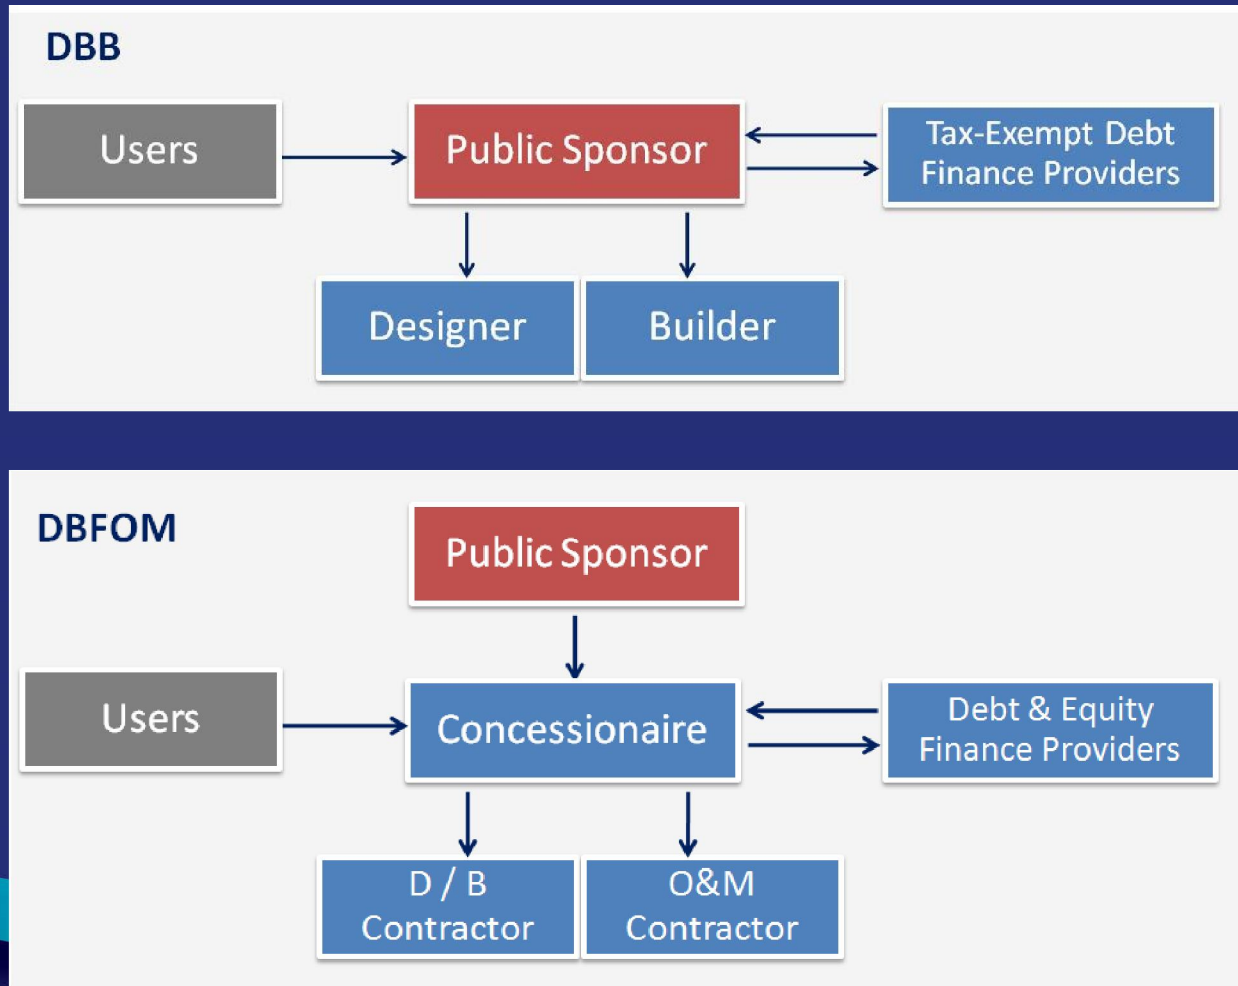 DBB
Users
Public Sponsor
Tax-Exempt Debt
Finance Providers
Designer
Builder
DBFOM
Public Sponsor
Users
Concessionaire
Debt & Equity
Finance Providers
D / B
Contractor
O&M
Contractor